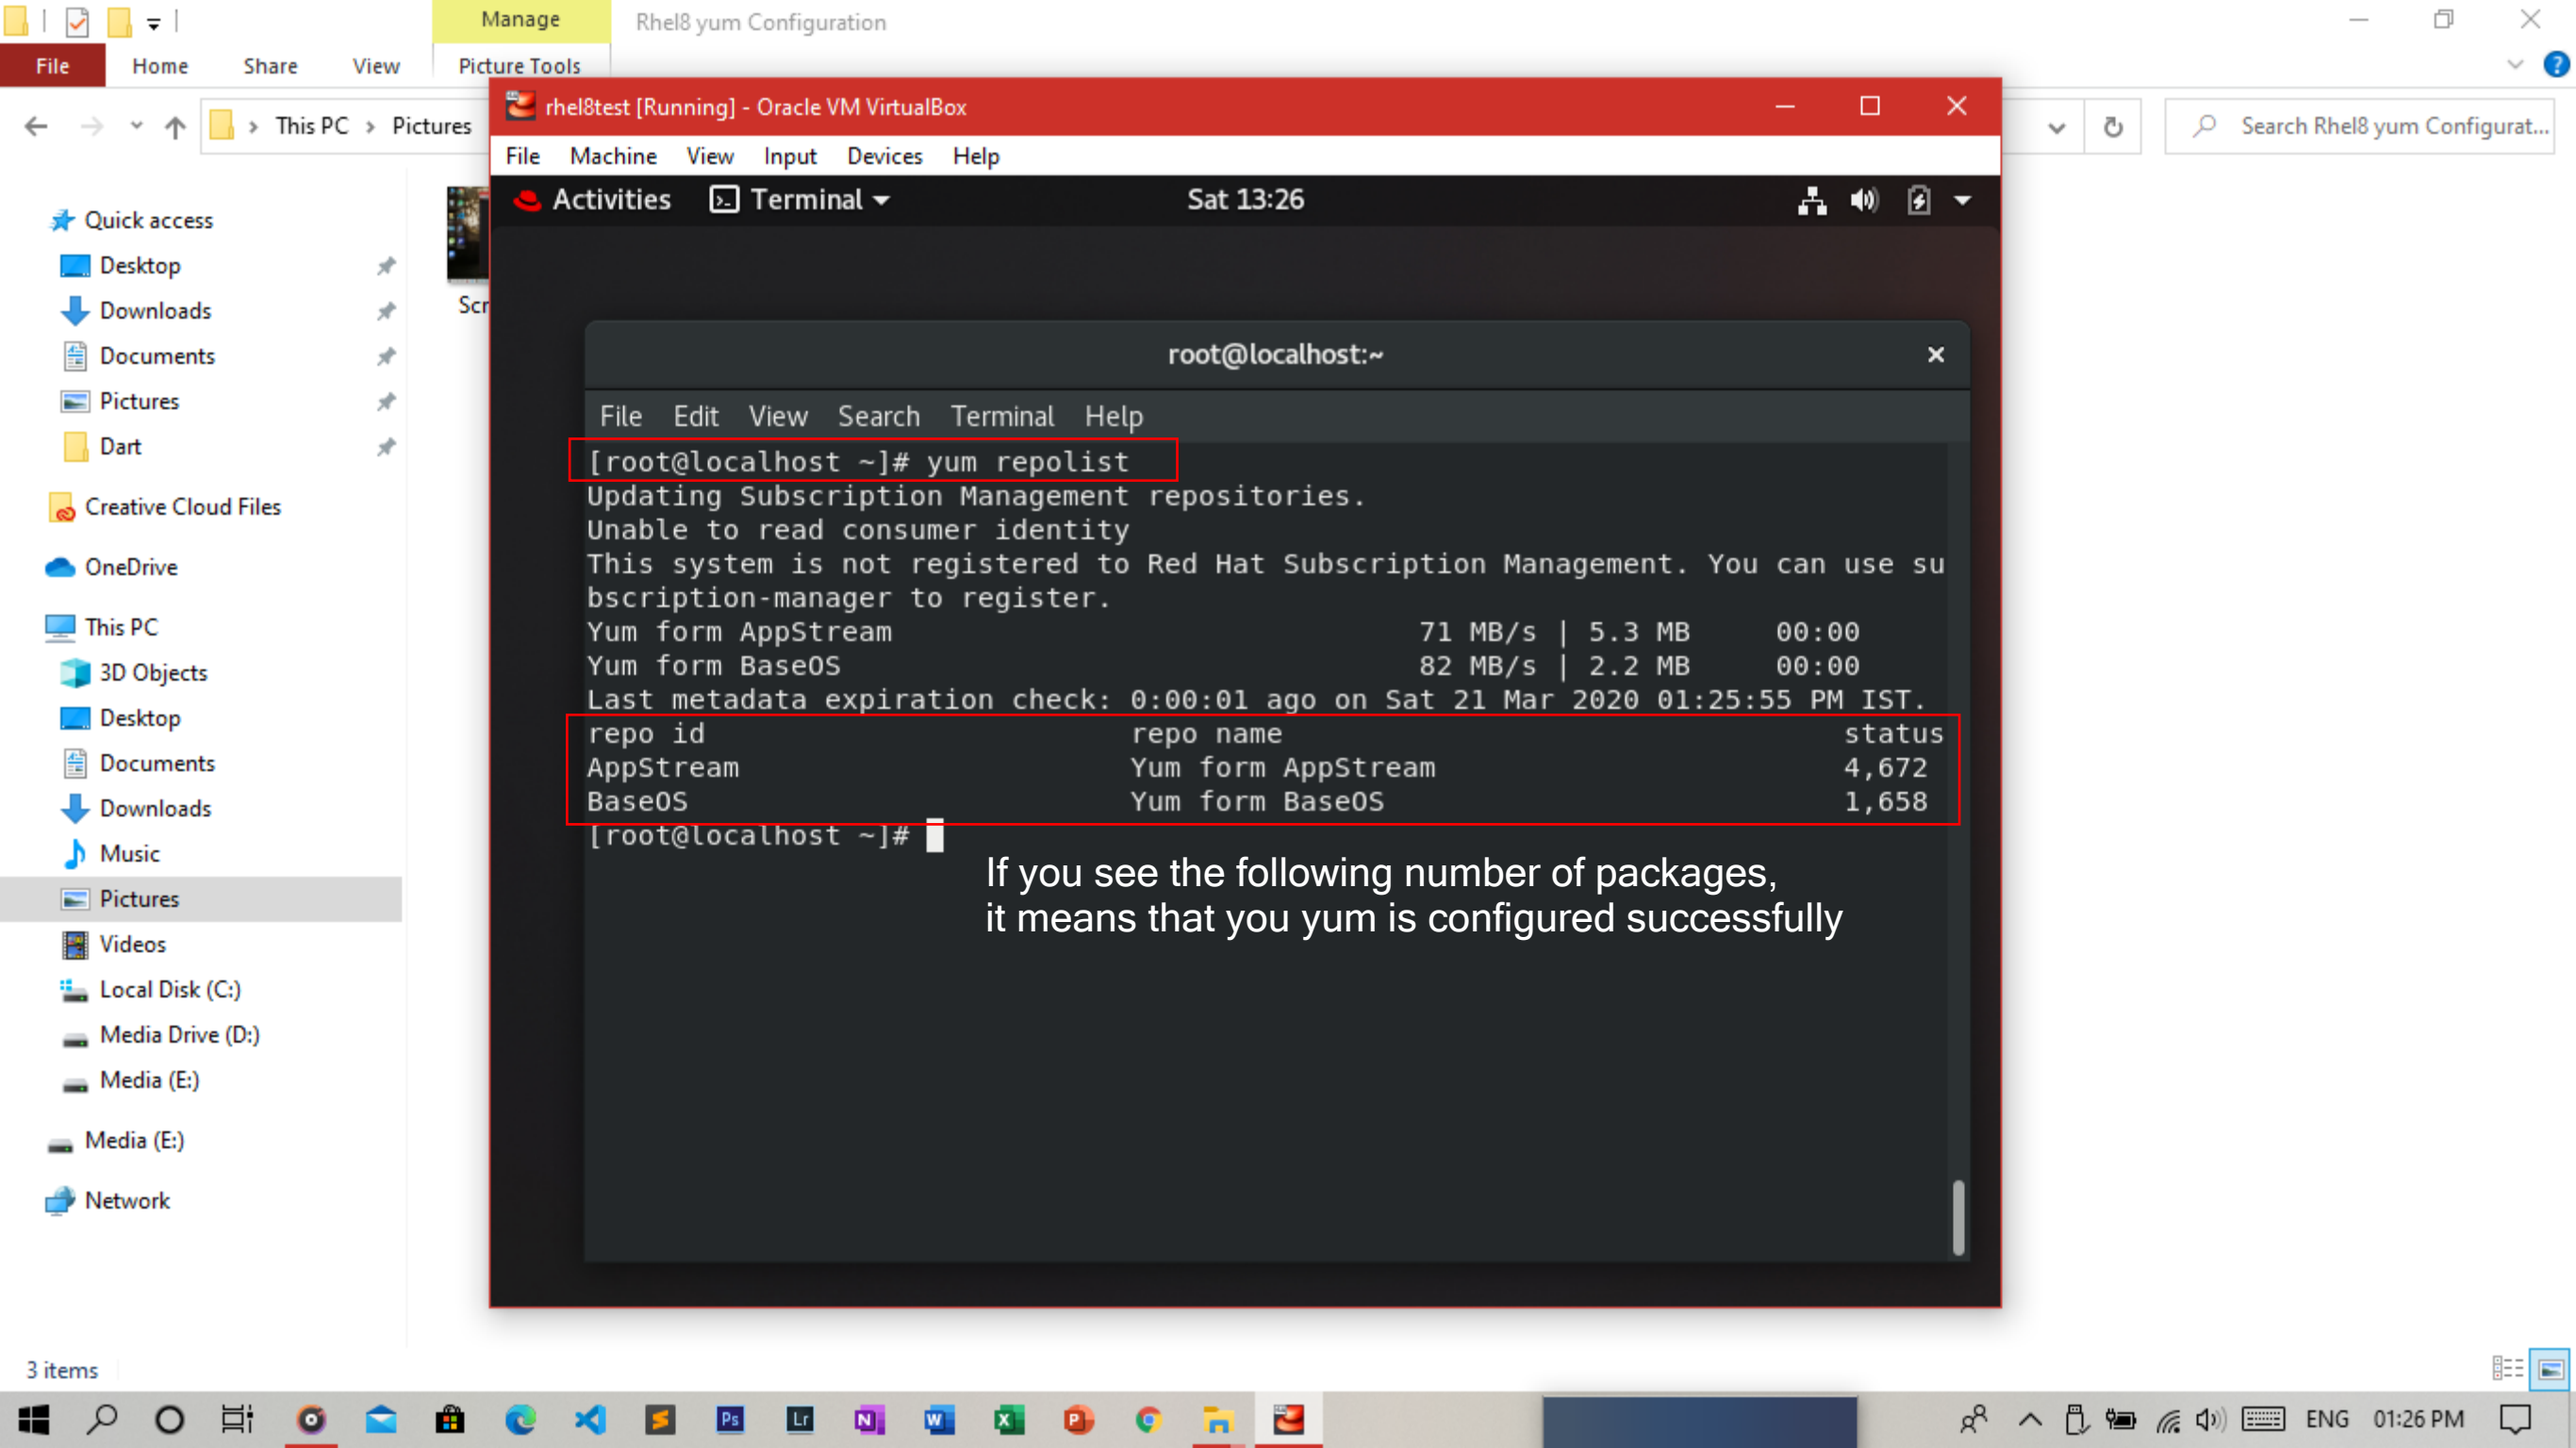 Manage
Rhel8 yum Configuration
File Home Share View Picture Tools
This PC Pictures
Search Rhel8 yum Configurat...
Quick access
Desktop
Downloads
Documents
Pictures
Dart
Creative Cloud Files
OneDrive
This PC
3D Objects
Desktop
Documents
Downloads
Music
Pictures
Videos
Local Disk (C:)
Media Drive (D:)
Media (E:)
Media (E:)
Network
Scr
rhel8test [Running] - Oracle VM VirtualBox
File Machine View Input Devices Help
Activities Terminal Sat 13:26
root@localhost:~
File Edit View Search Terminal Help
[root@localhost ~]# yum repolist
Updating Subscription Management repositories.
Unable to read consumer identity
This system is not registered to Red Hat Subscription Management. You can use su
bscription-manager to register.
Yum form AppStream 71 MB/s | 5.3 MB 00:00
Yum form BaseOS 82 MB/s | 2.2 MB 00:00
Last metadata expiration check: 0:00:01 ago on Sat 21 Mar 2020 01:25:55 PM IST.
repo id repo name status
AppStream Yum form AppStream 4,672
BaseOS Yum form BaseOS 1,658
[root@localhost ~]#
If you see the following number of packages,
it means that you yum is configured successfully
3 items
Ps Lr N W X P
ENG 01:26 PM